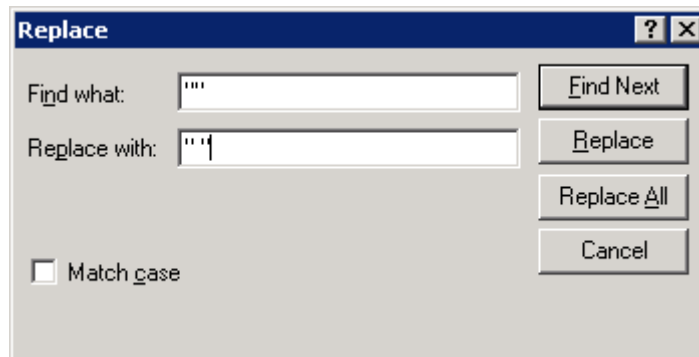 Replace
Find what: ""
Find Next
Replace with: " "
Replace
Replace All
Cancel
Match case